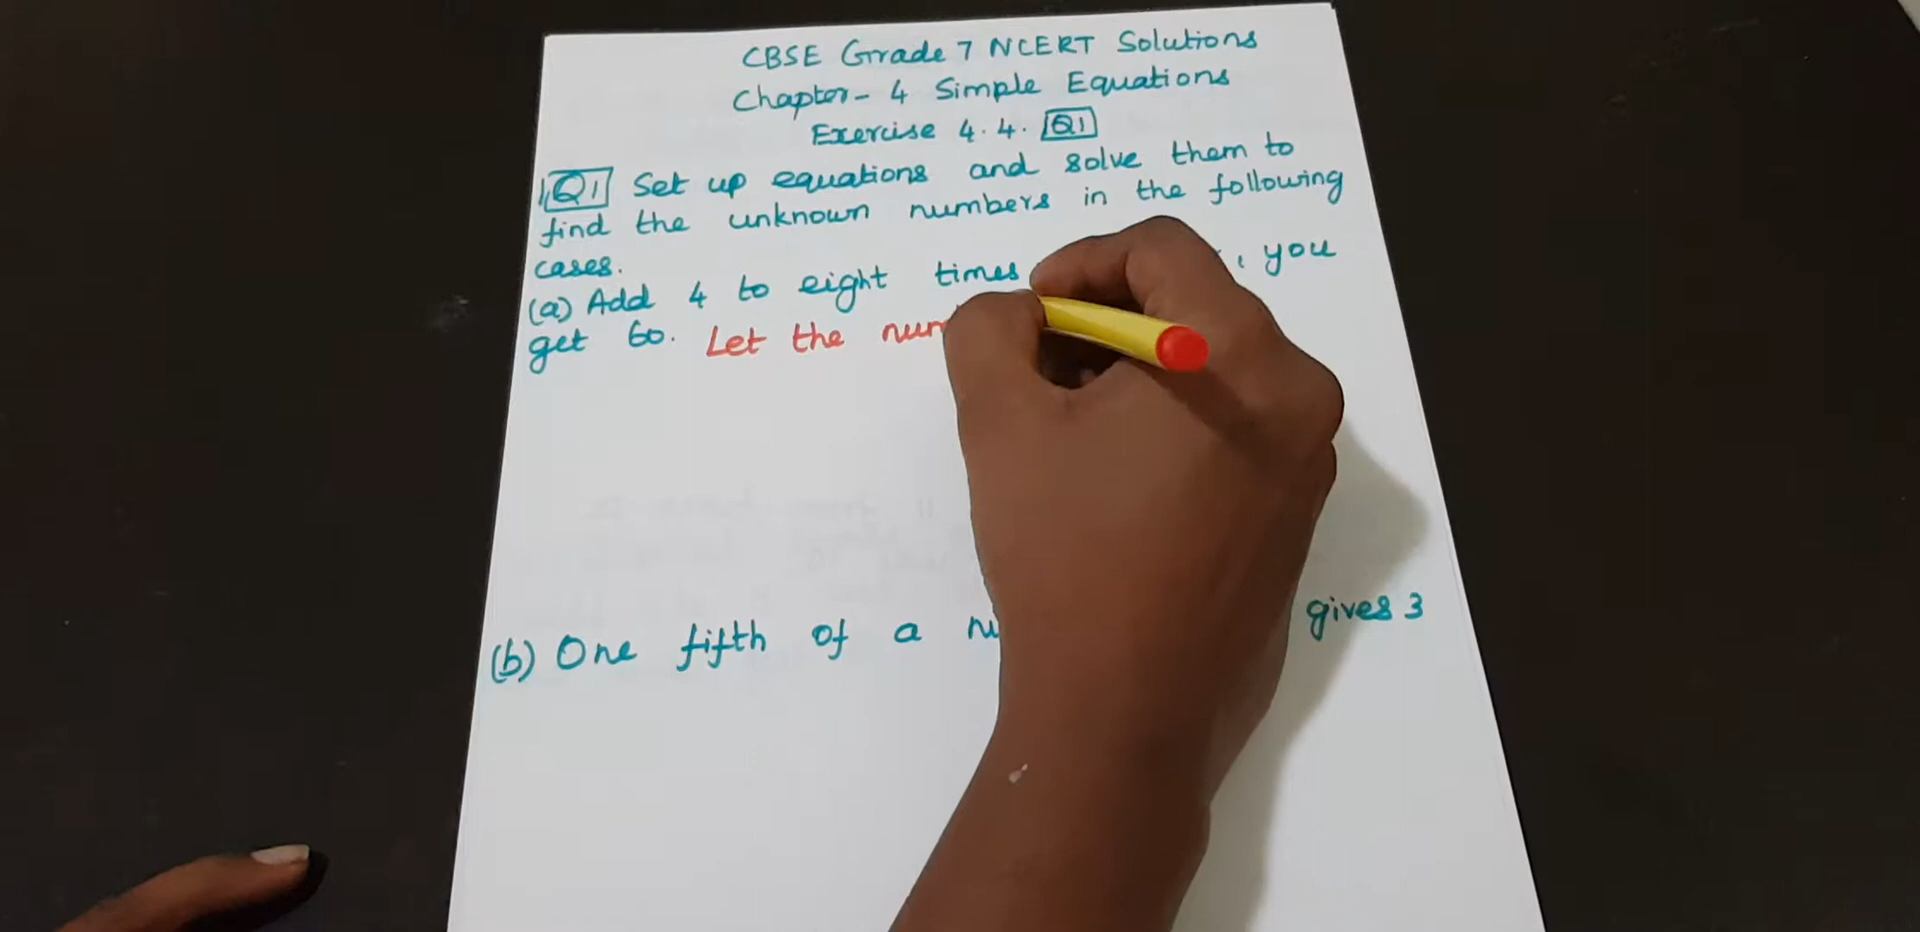 CBSE Grade 7 NCERT Solutions
Chapter- 4 Simple Equations
Exercise 4.4. Q1
Q1 Set up equations and solve them to
find the unknown numbers in the following
cases.
(a) Add 4 to eight times , you
get 60. Let the
(b) One fifth of a gives 3